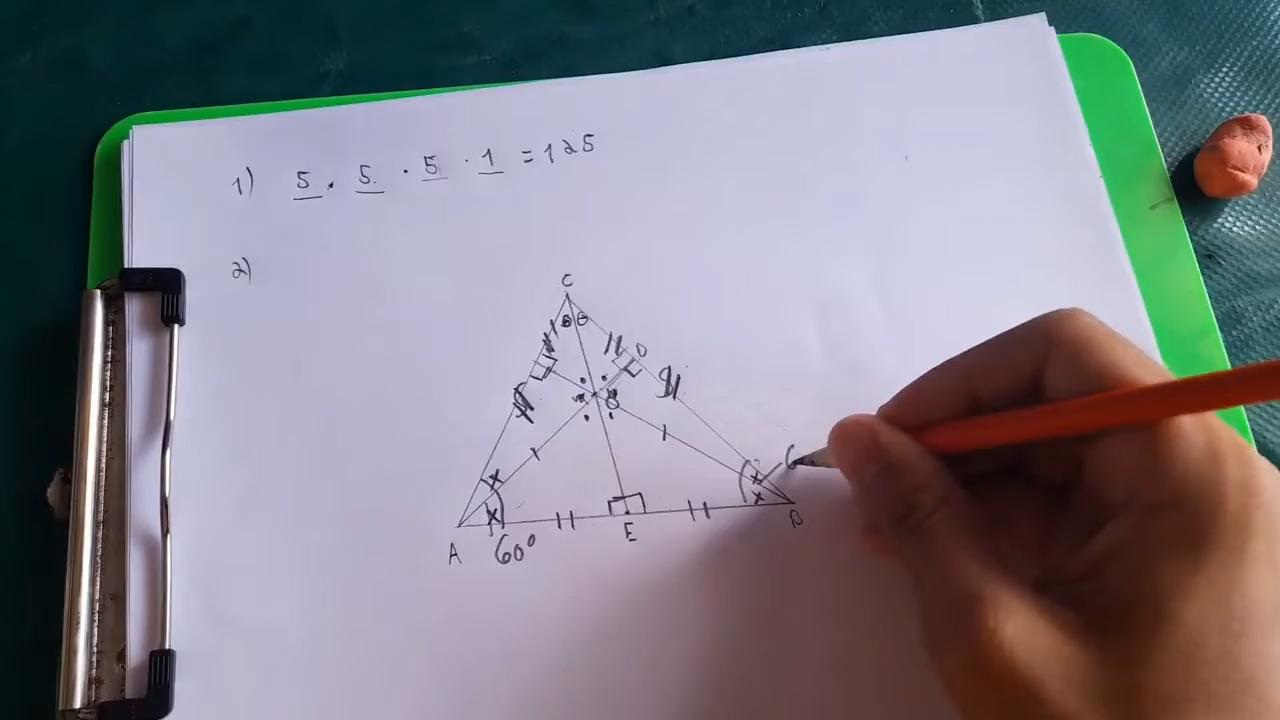 1) 5 . 5 . 5 . 1 = 125
2)
C
θ θ
D
x x
x x
A 60° E B